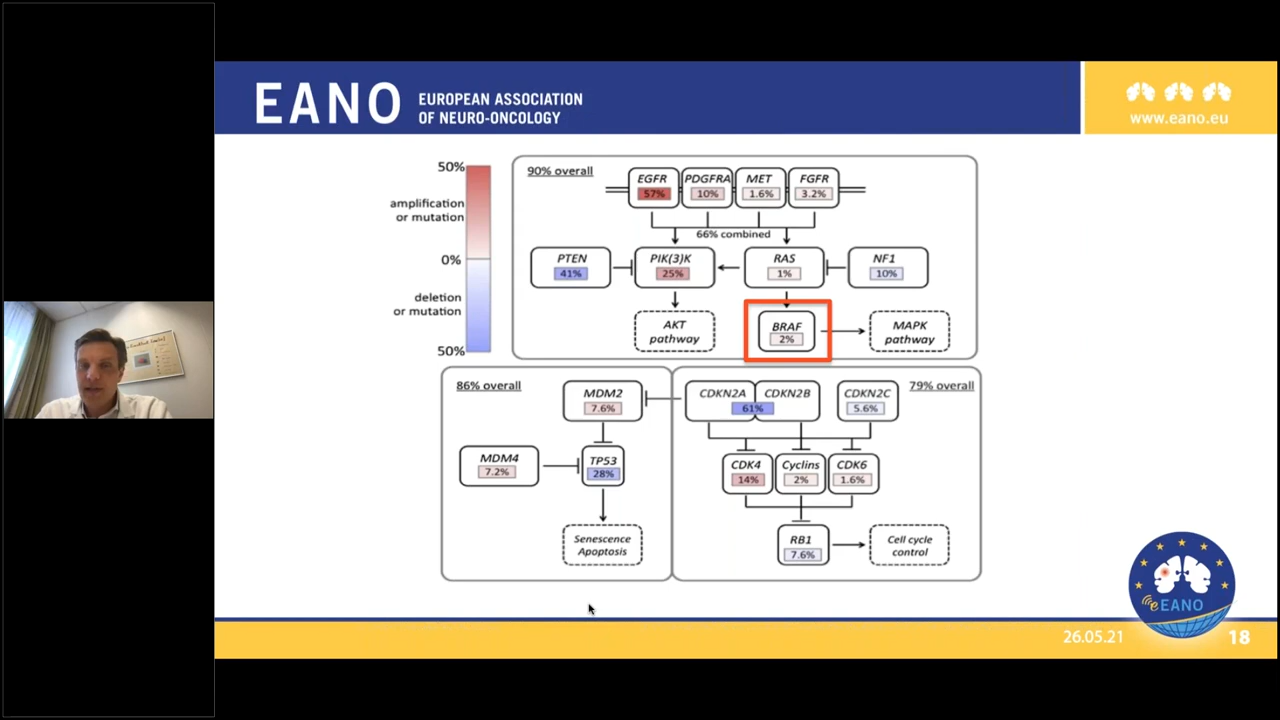 EANO
EUROPEAN ASSOCIATION
OF NEURO-ONCOLOGY
www.eano.eu
50%
amplification
or mutation
0%
deletion
or mutation
50%
90% overall
EGFR
57%
PDGFRA
10%
MET
1.6%
FGFR
3.2%
66% combined
PTEN
41%
PIK(3)K
25%
RAS
1%
NF1
10%
AKT
pathway
BRAF
2%
MAPK
pathway
86% overall
MDM2
7.6%
MDM4
7.2%
TP53
28%
Senescence
Apoptosis
79% overall
CDKN2A
CDKN2B
61%
CDKN2C
5.6%
CDK4
14%
Cyclins
2%
CDK6
1.6%
RB1
7.6%
Cell cycle
control
eEANO
26.05.21
18